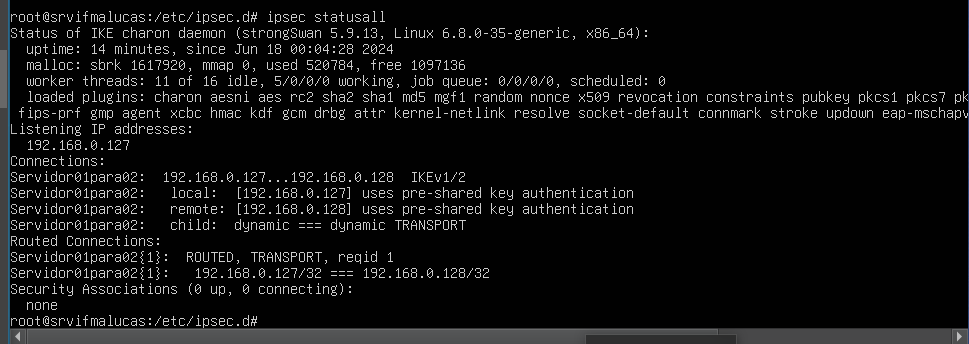 root@srvifmalucas:/etc/ipsec.d# ipsec statusall
Status of IKE charon daemon (strongSwan 5.9.13, Linux 6.8.0-35-generic, x86_64):
  uptime: 14 minutes, since Jun 18 00:04:28 2024
  malloc: sbrk 1617920, mmap 0, used 520784, free 1097136
  worker threads: 11 of 16 idle, 5/0/0/0 working, job queue: 0/0/0/0, scheduled: 0
  loaded plugins: charon aesni aes rc2 sha2 sha1 md5 mgf1 random nonce x509 revocation constraints pubkey pkcs1 pkcs7 pk
 fips-prf gmp agent xcbc hmac kdf gcm drbg attr kernel-netlink resolve socket-default connmark stroke updown eap-mschapv
Listening IP addresses:
  192.168.0.127
Connections:
Servidor01para02:  192.168.0.127...192.168.0.128  IKEv1/2
Servidor01para02:   local:  [192.168.0.127] uses pre-shared key authentication
Servidor01para02:   remote: [192.168.0.128] uses pre-shared key authentication
Servidor01para02:   child:  dynamic === dynamic TRANSPORT
Routed Connections:
Servidor01para02{1}:  ROUTED, TRANSPORT, reqid 1
Servidor01para02{1}:   192.168.0.127/32 === 192.168.0.128/32
Security Associations (0 up, 0 connecting):
  none
root@srvifmalucas:/etc/ipsec.d#